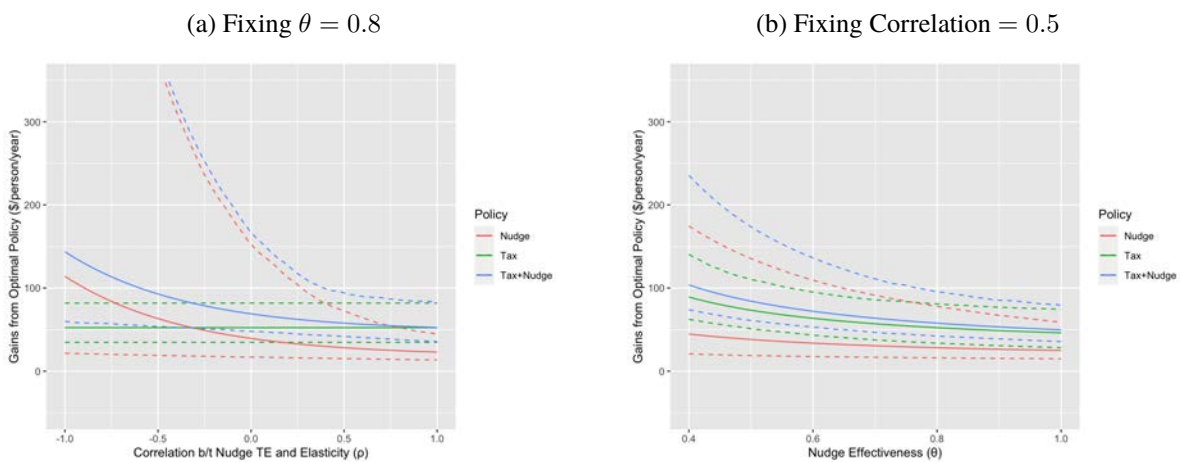 (a) Fixing θ = 0.8
(b) Fixing Correlation = 0.5
Gains from Optimal Policy ($/person/year)
300
200
100
0
-1.0 -0.5 0.0 0.5 1.0
Correlation b/t Nudge TE and Elasticity (ρ)
Policy
Nudge
Tax
Tax+Nudge
Gains from Optimal Policy ($/person/year)
300
200
100
0
0.4 0.6 0.8 1.0
Nudge Effectiveness (θ)
Policy
Nudge
Tax
Tax+Nudge